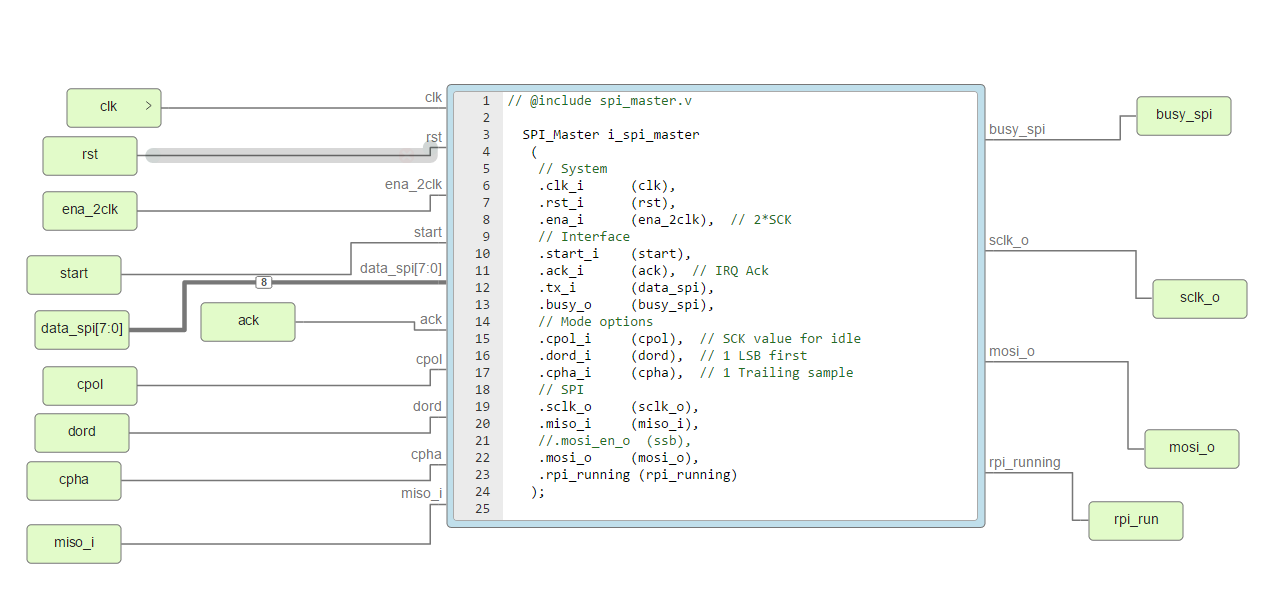 clk
rst
ena_2clk
start
data_spi[7:0]
ack
cpol
dord
cpha
miso_i
clk
rst
ena_2clk
start
data_spi[7:0]
8
ack
cpol
dord
cpha
miso_i
1 // @include spi_master.v
2
3 SPI_Master i_spi_master
4 (
5 // System
6 .clk_i (clk),
7 .rst_i (rst),
8 .ena_i (ena_2clk), // 2*SCK
9 // Interface
10 .start_i (start),
11 .ack_i (ack), // IRQ Ack
12 .tx_i (data_spi),
13 .busy_o (busy_spi),
14 // Mode options
15 .cpol_i (cpol), // SCK value for idle
16 .dord_i (dord), // 1 LSB first
17 .cpha_i (cpha), // 1 Trailing sample
18 // SPI
19 .sclk_o (sclk_o),
20 .miso_i (miso_i),
21 //.mosi_en_o (ssb),
22 .mosi_o (mosi_o),
23 .rpi_running (rpi_running)
24 );
25
busy_spi
sclk_o
mosi_o
rpi_running
busy_spi
sclk_o
mosi_o
rpi_run